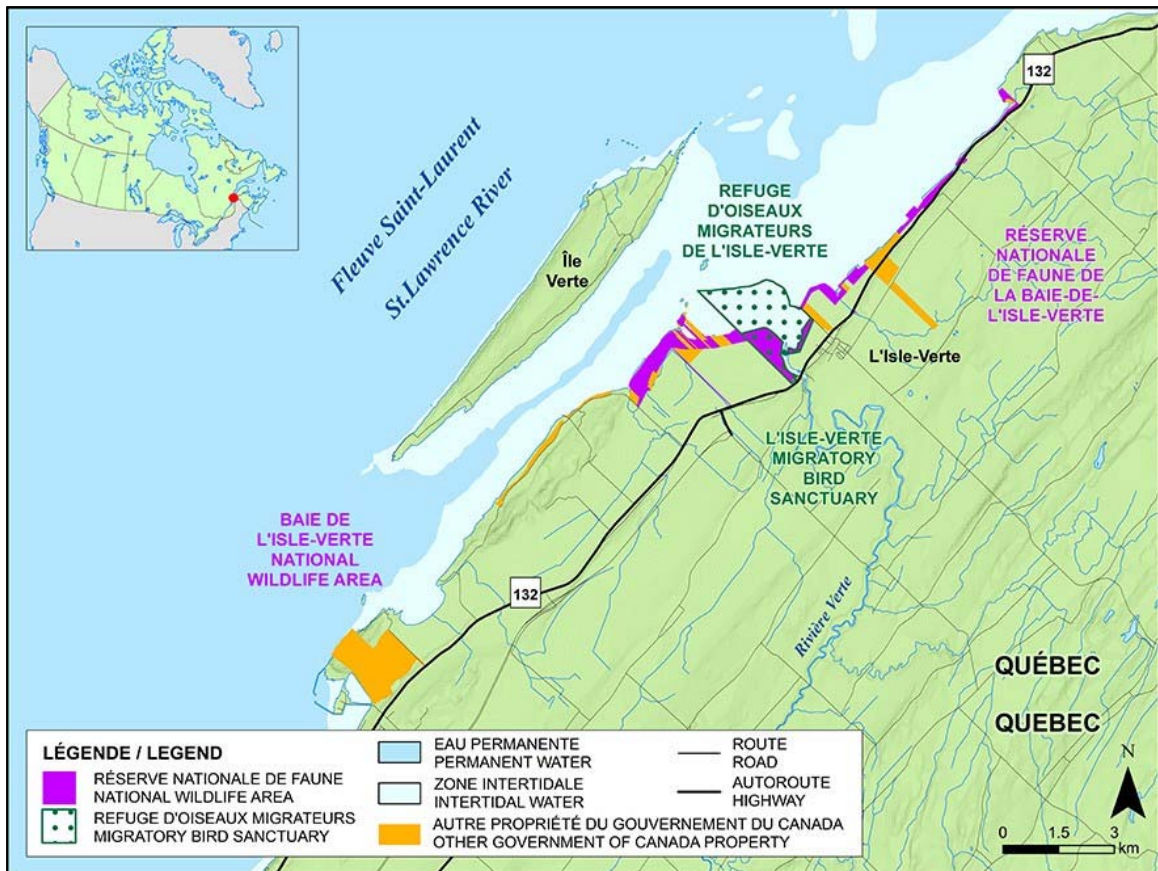 132
Fleuve Saint-Laurent
St.Lawrence River
REFUGE
D'OISEAUX
MIGRATEURS
DE L'ISLE-VERTE
Île
Verte
RÉSERVE
NATIONALE
DE FAUNE DE
LA BAIE-DE-
L'ISLE-VERTE
L'Isle-Verte
L'ISLE-VERTE
MIGRATORY
BIRD
SANCTUARY
BAIE DE
L'ISLE-VERTE
NATIONAL
WILDLIFE AREA
132
Rivière Verte
QUÉBEC
QUEBEC
LÉGENDE / LEGEND
RÉSERVE NATIONALE DE FAUNE
NATIONAL WILDLIFE AREA
REFUGE D'OISEAUX MIGRATEURS
MIGRATORY BIRD SANCTUARY
EAU PERMANENTE
PERMANENT WATER
ZONE INTERTIDALE
INTERTIDAL WATER
AUTRE PROPRIÉTÉ DU GOUVERNEMENT DU CANADA
OTHER GOVERNMENT OF CANADA PROPERTY
ROUTE
ROAD
AUTOROUTE
HIGHWAY
N
0 1.5 3
km